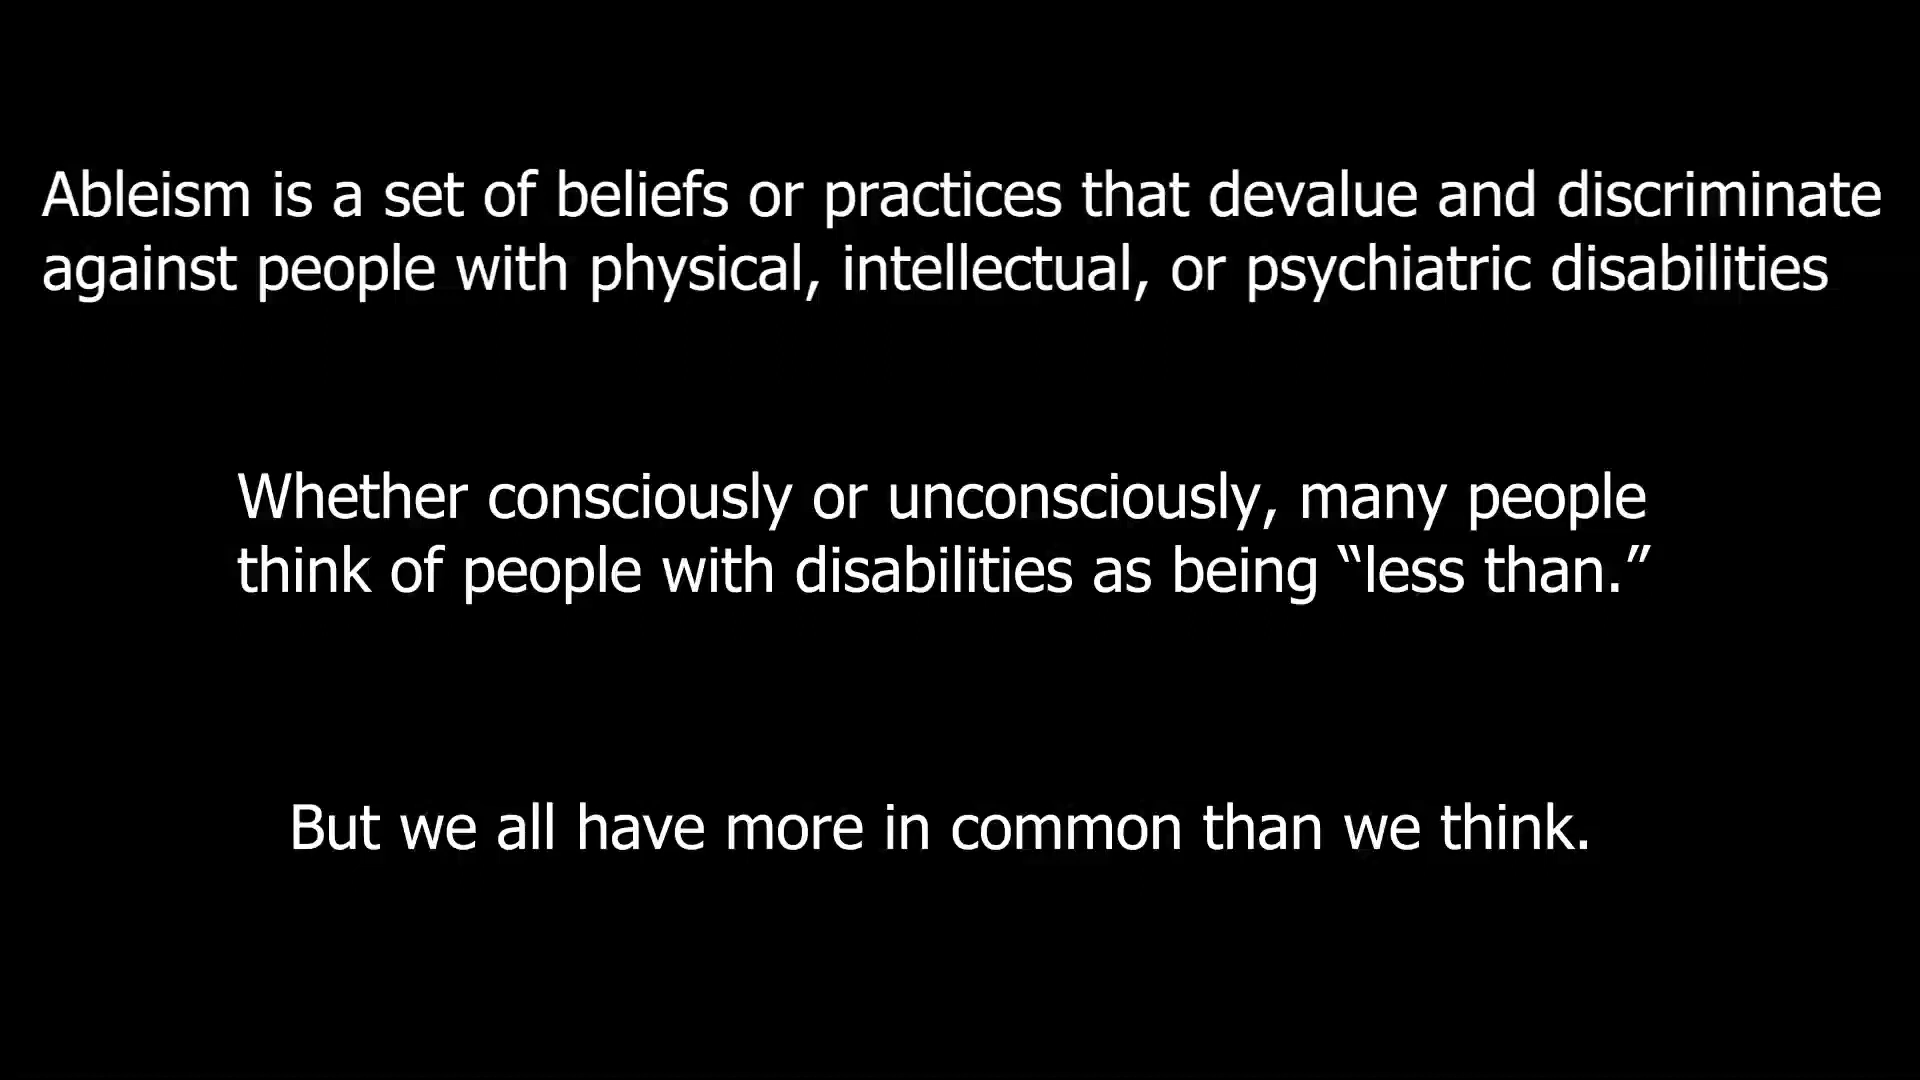 Ableism is a set of beliefs or practices that devalue and discriminate
against people with physical, intellectual, or psychiatric disabilities
Whether consciously or unconsciously, many people
think of people with disabilities as being “less than.”
But we all have more in common than we think.